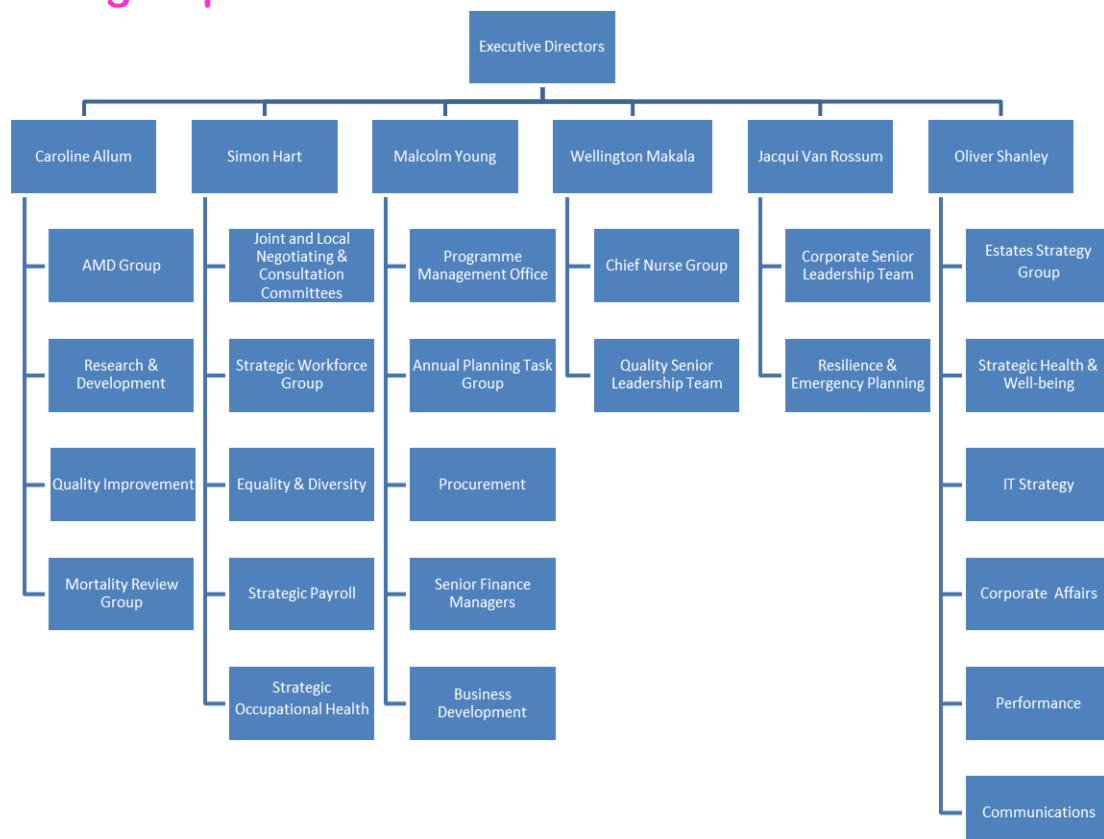 Executive Directors
Caroline Allum
Simon Hart
Malcolm Young
Wellington Makala
Jacqui Van Rossum
Oliver Shanley
AMD Group
Research &
Development
Quality Improvement
Mortality Review
Group
Joint and Local
Negotiating &
Consultation
Committees
Strategic Workforce
Group
Equality & Diversity
Strategic Payroll
Strategic
Occupational Health
Programme
Management Office
Annual Planning Task
Group
Procurement
Senior Finance
Managers
Business
Development
Chief Nurse Group
Quality Senior
Leadership Team
Corporate Senior
Leadership Team
Resilience &
Emergency Planning
Estates Strategy
Group
Strategic Health &
Well-being
IT Strategy
Corporate Affairs
Performance
Communications